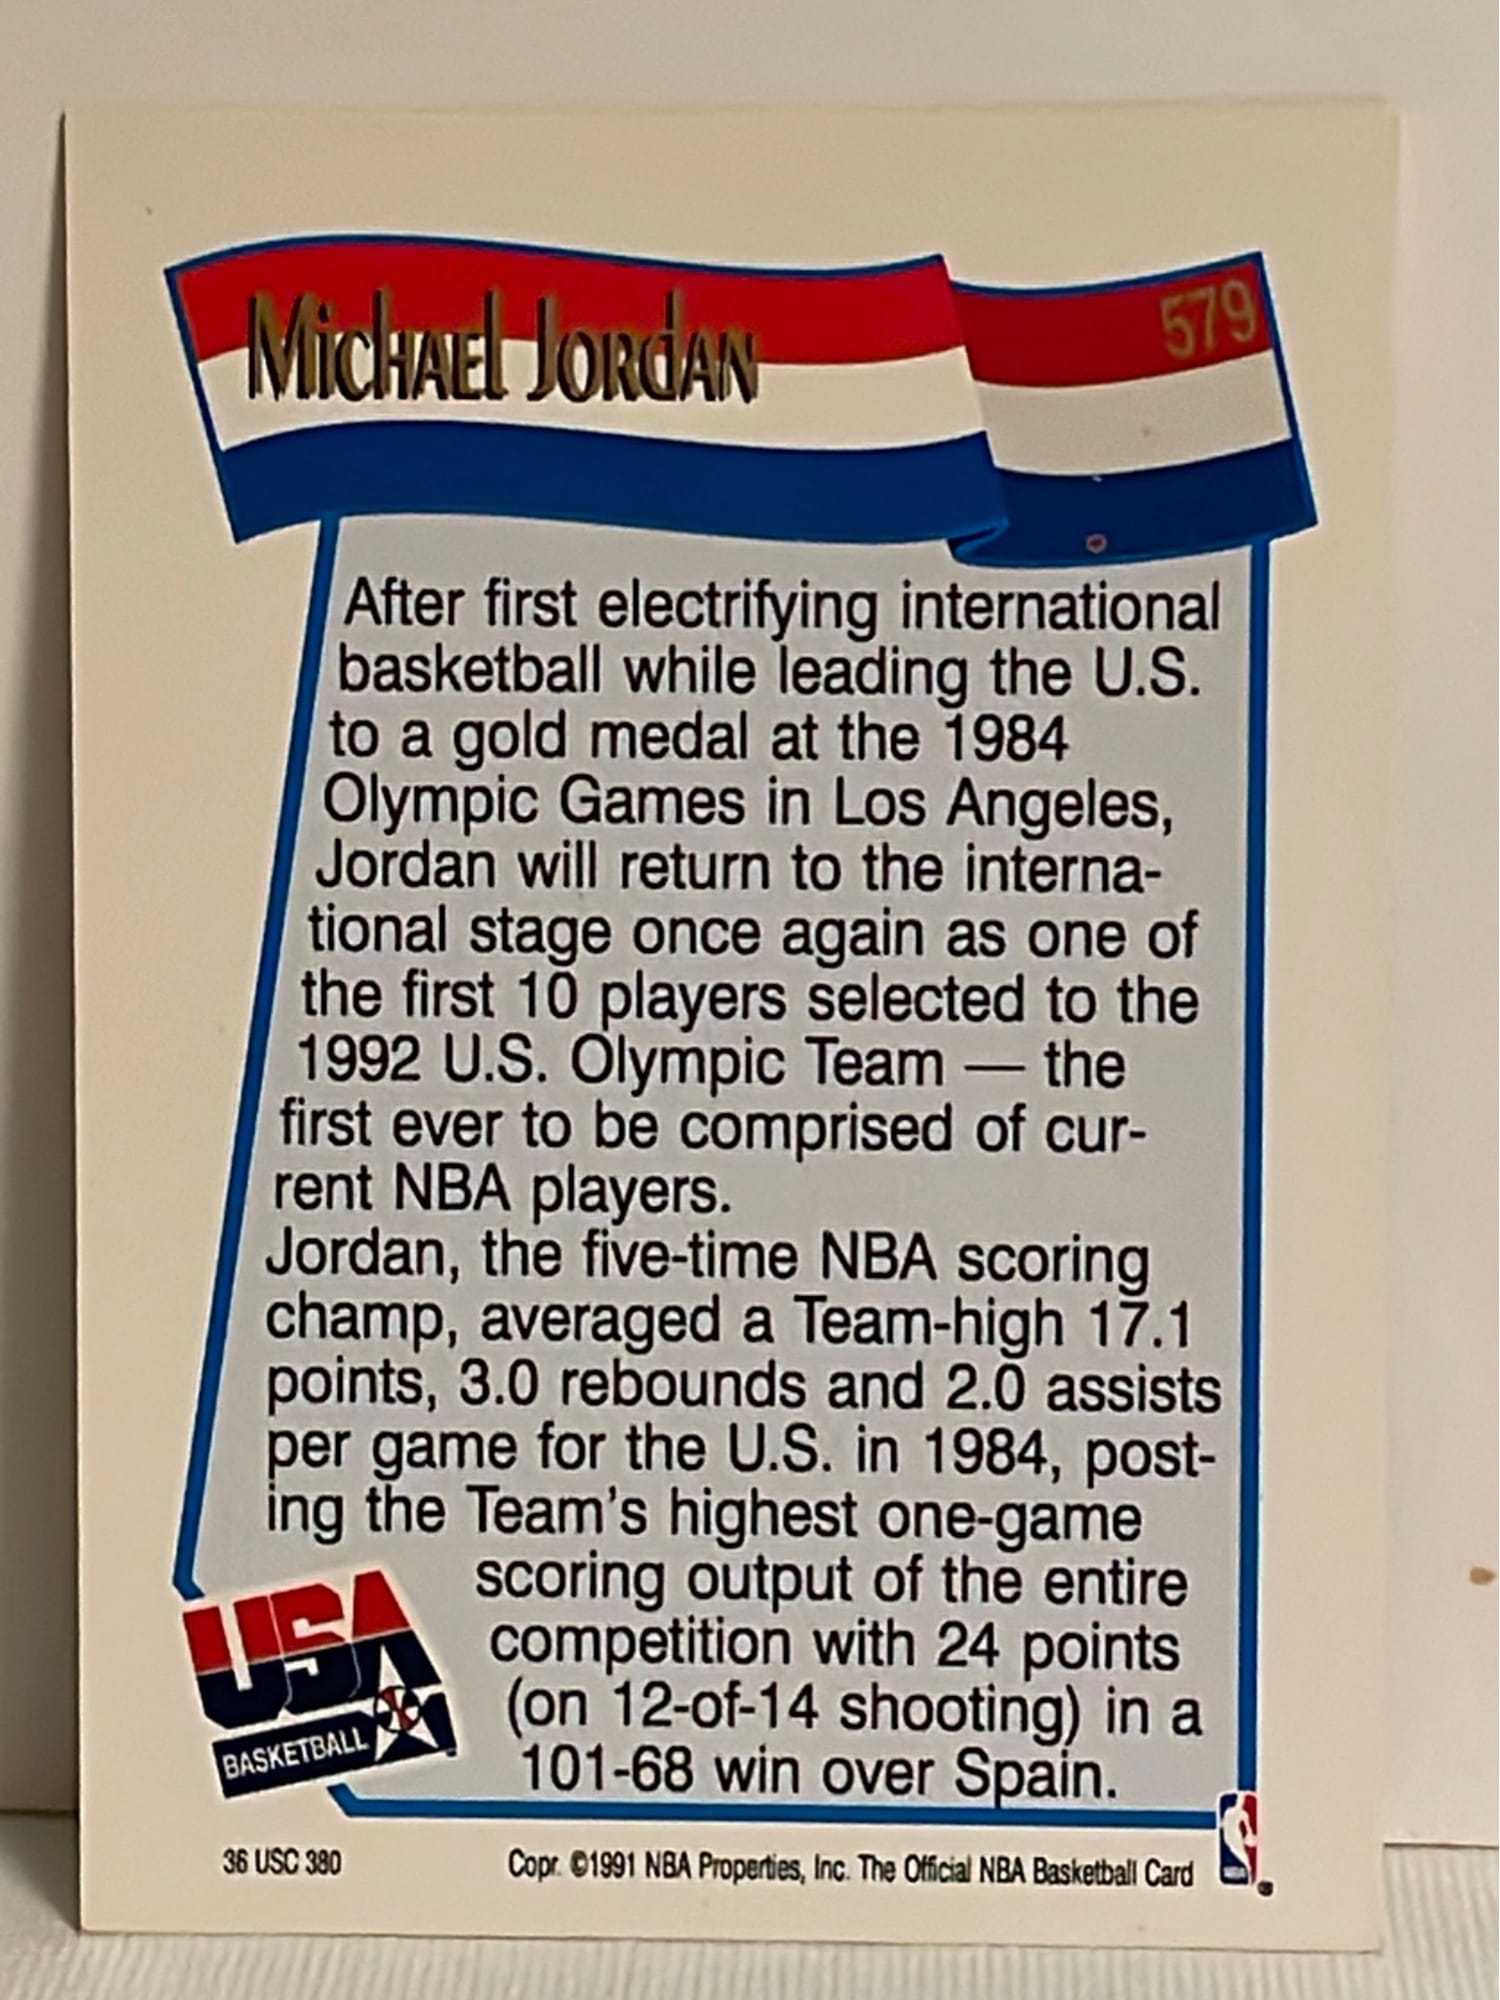 Michael Jordan
579
After first electrifying international
basketball while leading the U.S.
to a gold medal at the 1984
Olympic Games in Los Angeles,
Jordan will return to the interna-
tional stage once again as one of
the first 10 players selected to the
1992 U.S. Olympic Team — the
first ever to be comprised of cur-
rent NBA players.
Jordan, the five-time NBA scoring
champ, averaged a Team-high 17.1
points, 3.0 rebounds and 2.0 assists
per game for the U.S. in 1984, post-
ing the Team's highest one-game
scoring output of the entire
competition with 24 points
(on 12-of-14 shooting) in a
101-68 win over Spain.
USA
BASKETBALL
36 USC 380
Copr. ©1991 NBA Properties, Inc. The Official NBA Basketball Card
NBA
®